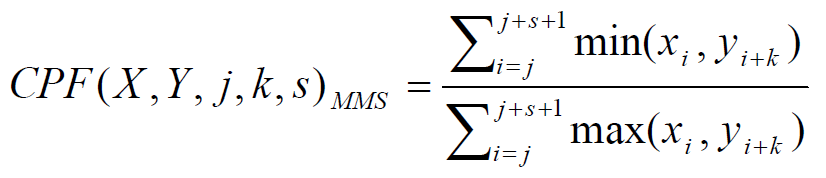 CPF(X,Y,j,k,s)_{MMS} = \frac{\sum_{i=j}^{j+s+1} \min(x_i, y_{i+k})}{\sum_{i=j}^{j+s+1} \max(x_i, y_{i+k})}